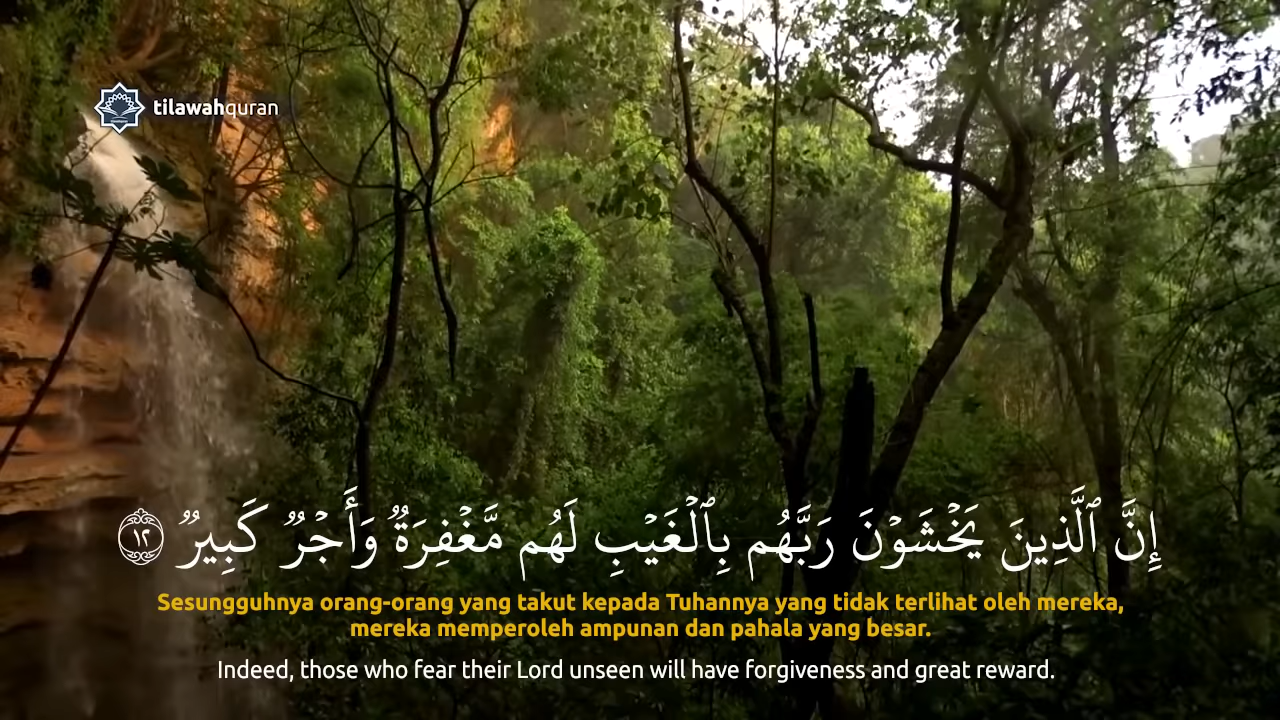 tilawahquran
إِنَّ ٱلَّذِينَ يَخْشَوْنَ رَبَّهُم بِٱلْغَيْبِ لَهُم مَّغْفِرَةٌ وَأَجْرٌ كَبِيرٌ ١٢
Sesungguhnya orang-orang yang takut kepada Tuhannya yang tidak terlihat oleh mereka,
mereka memperoleh ampunan dan pahala yang besar.
Indeed, those who fear their Lord unseen will have forgiveness and great reward.